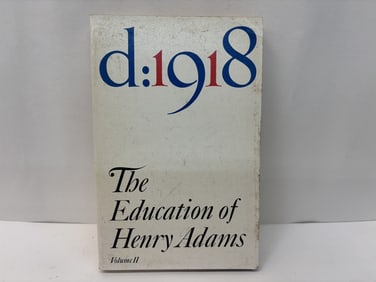 d:1918
The
Education of
Henry Adams
Volume II